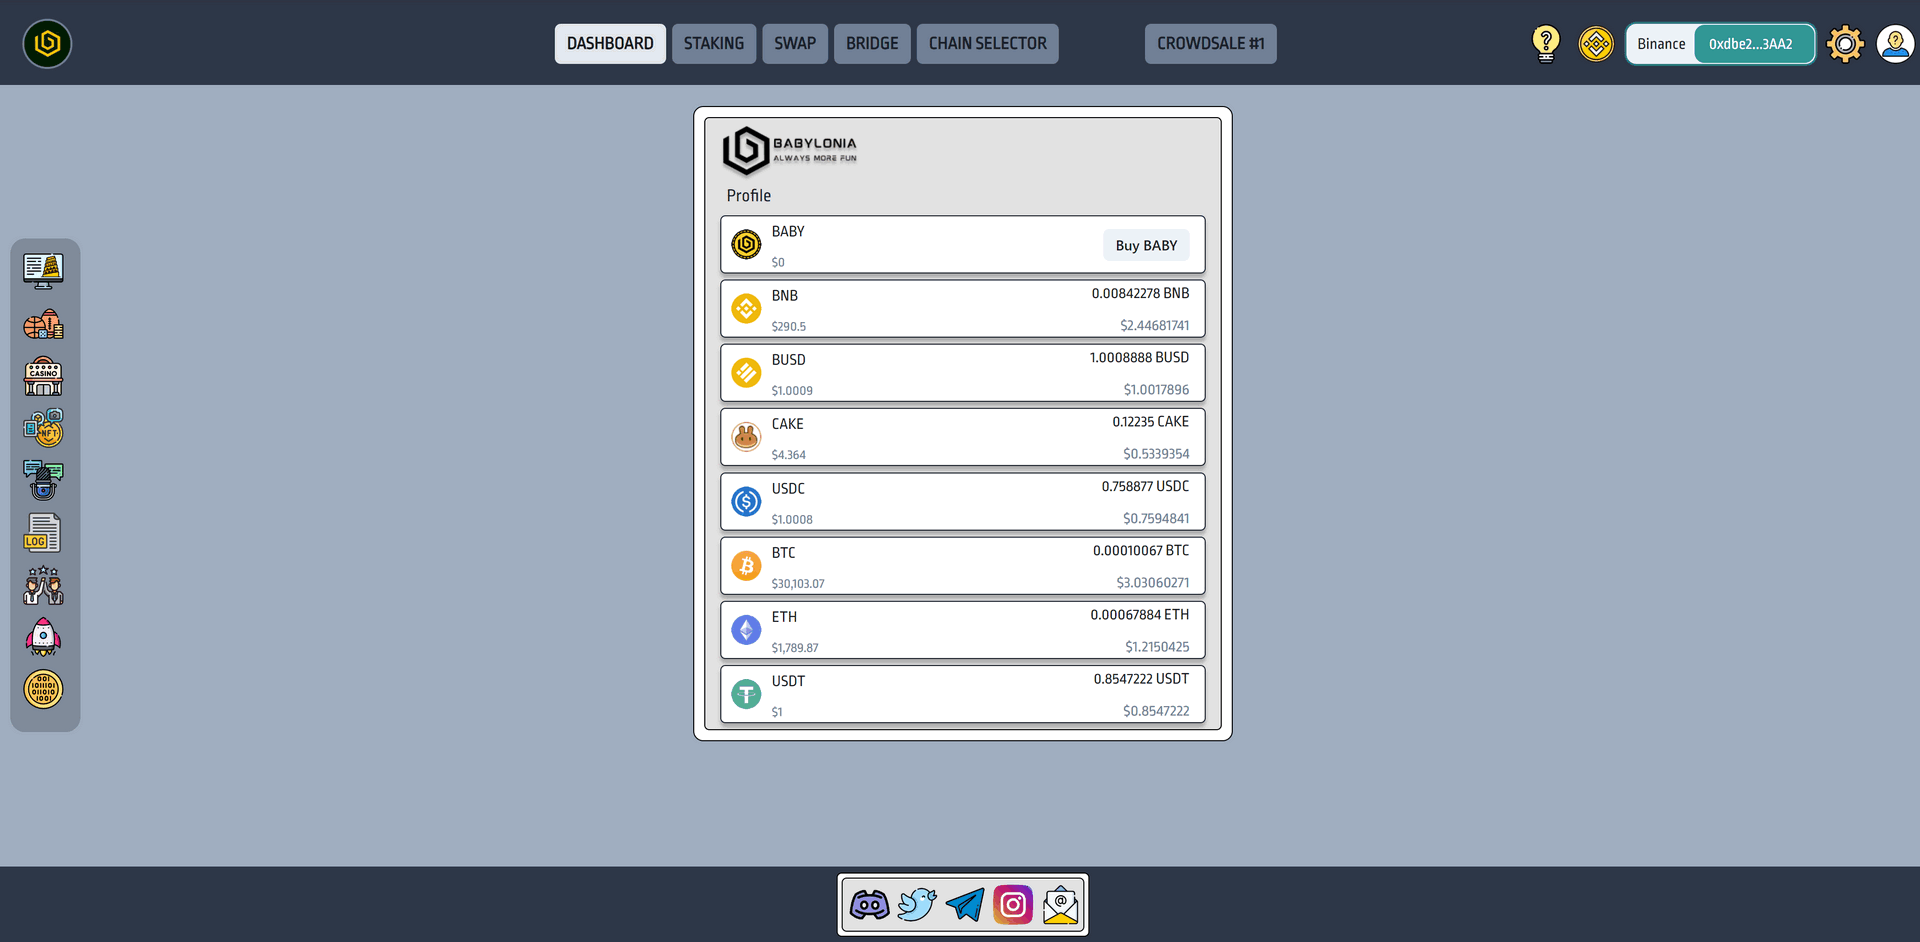 DASHBOARD STAKING SWAP BRIDGE CHAIN SELECTOR CROWDSALE #1 ? Binance 0xdbe2...3AA2 ?
BABYLONIA
ALWAYS MORE FUN
Profile
BABY
$0
Buy BABY
BNB 0.00842278 BNB
$290.5 $2.44681741
BUSD 1.0008888 BUSD
$1.0009 $1.0017896
CAKE 0.12235 CAKE
$4.364 $0.5339354
USDC 0.758877 USDC
$1.0008 $0.7594841
BTC 0.00010067 BTC
$30,103.07 $3.03060271
ETH 0.00067884 ETH
$1,789.87 $1.2150425
USDT 0.8547222 USDT
$1 $0.8547222
CASINO
NFT
LOG
001
101110
011010
1001
@